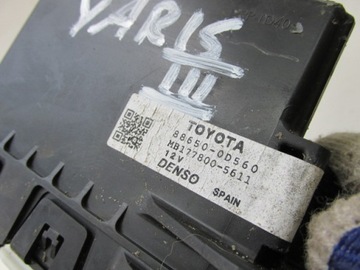 YARIS
III
TOYOTA
88650-0D560
MB177800-5611
12V
DENSO
SPAIN